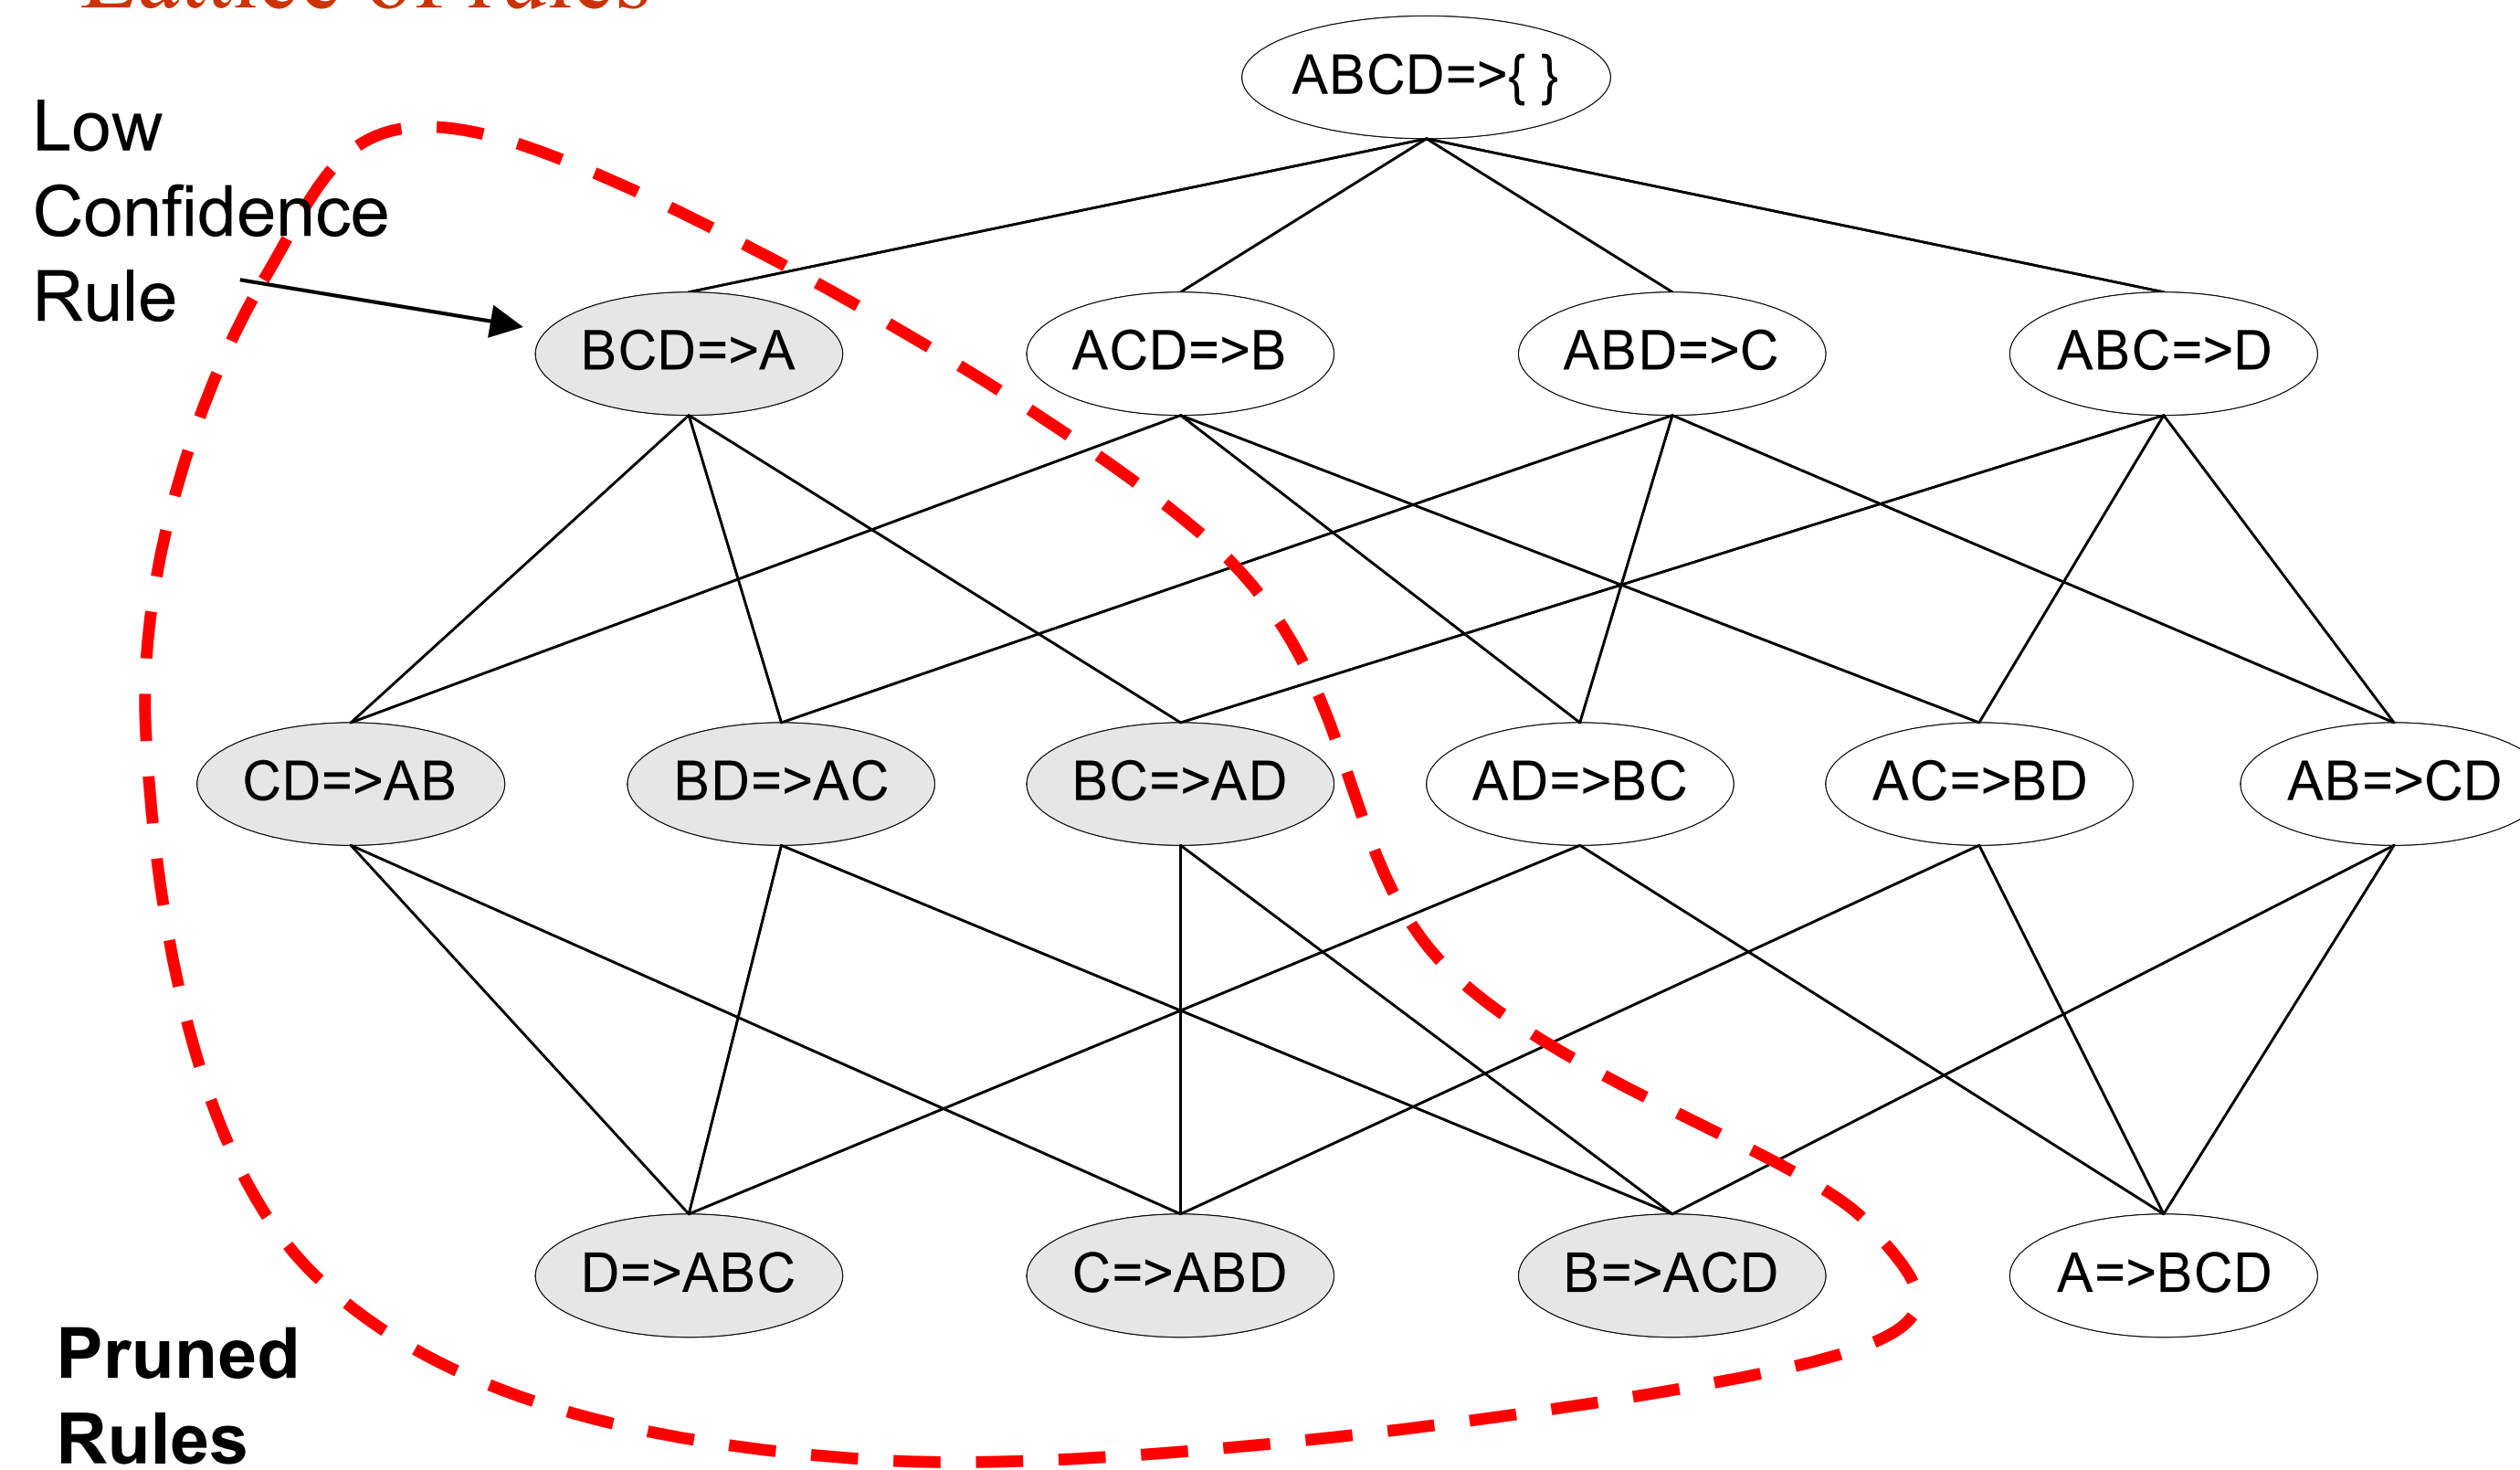 ABCD=>{ }
Low
Confidence
Rule
BCD=>A
ACD=>B
ABD=>C
ABC=>D
CD=>AB
BD=>AC
BC=>AD
AD=>BC
AC=>BD
AB=>CD
D=>ABC
C=>ABD
B=>ACD
A=>BCD
Pruned
Rules